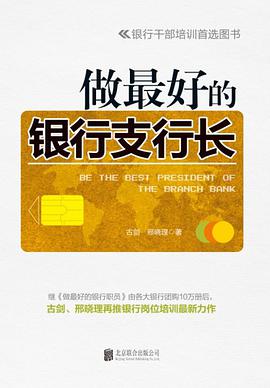 《银行干部培训首选图书
做最好的
银行支行长
BE THE BEST PRESIDENT OF
THE BRANCH BANK
古剑 邢晓理 著
继《做最好的银行职员》由各大银行团购10万册后,
古剑、邢晓理再推银行岗位培训最新力作
北京联合出版公司